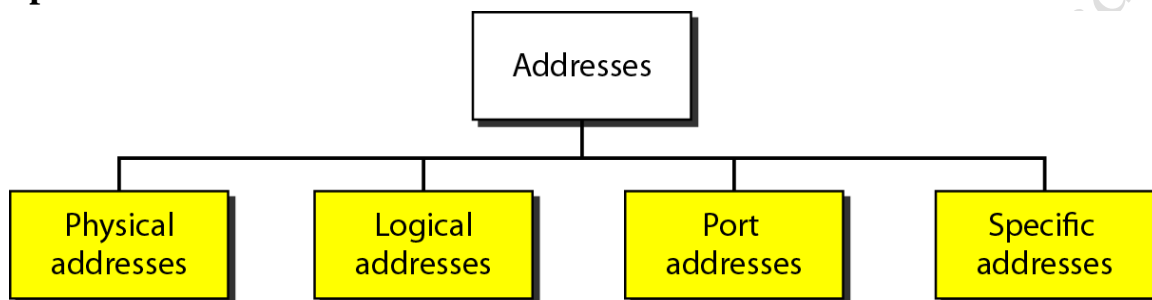 Addresses
Physical
addresses
Logical
addresses
Port
addresses
Specific
addresses